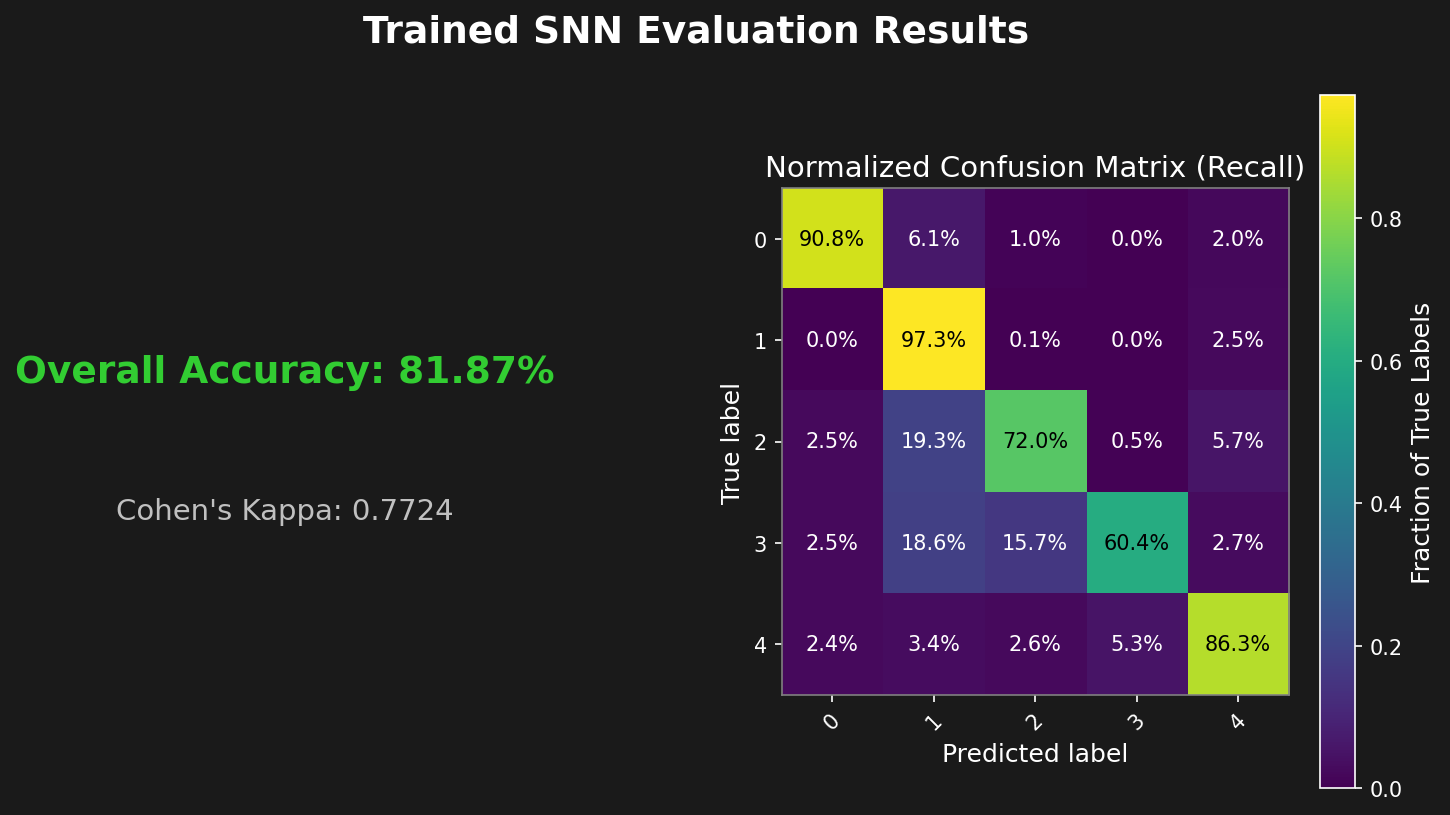 Trained SNN Evaluation Results
Overall Accuracy: 81.87%
Cohen's Kappa: 0.7724
Normalized Confusion Matrix (Recall)
True label
0 90.8% 6.1% 1.0% 0.0% 2.0%
1 0.0% 97.3% 0.1% 0.0% 2.5%
2 2.5% 19.3% 72.0% 0.5% 5.7%
3 2.5% 18.6% 15.7% 60.4% 2.7%
4 2.4% 3.4% 2.6% 5.3% 86.3%
0 1 2 3 4
Predicted label
0.8
0.6
0.4
0.2
0.0
Fraction of True Labels